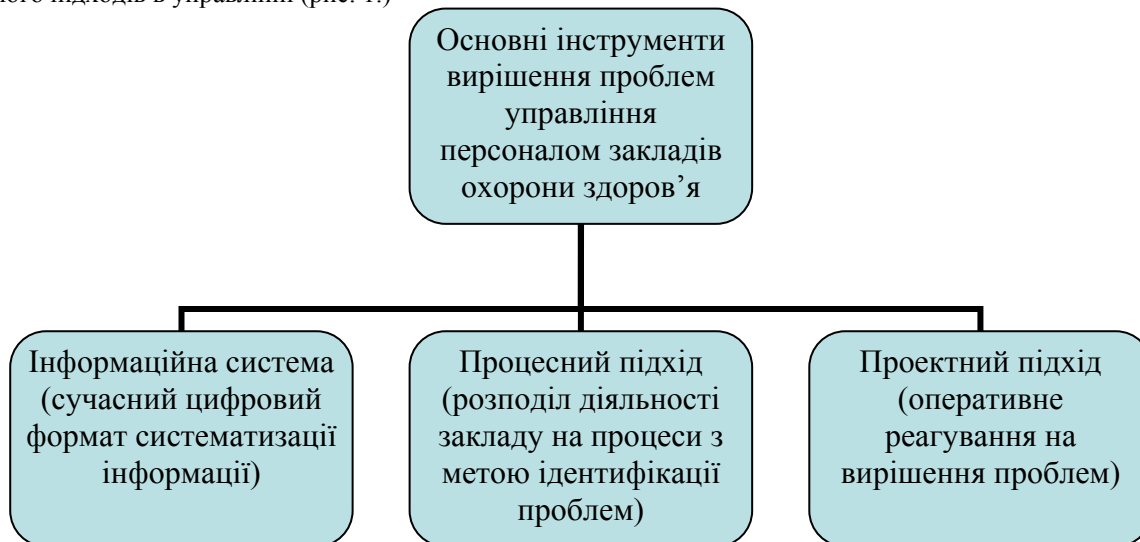 підходів в управлінні (рис. 1.)
Основні інструменти
вирішення проблем
управління
персоналом закладів
охорони здоров’я
Інформаційна система
(сучасний цифровий
формат систематизації
інформації)
Процесний підхід
(розподіл діяльності
закладу на процеси з
метою ідентифікації
проблем)
Проектний підхід
(оперативне
реагування на
вирішення проблем)